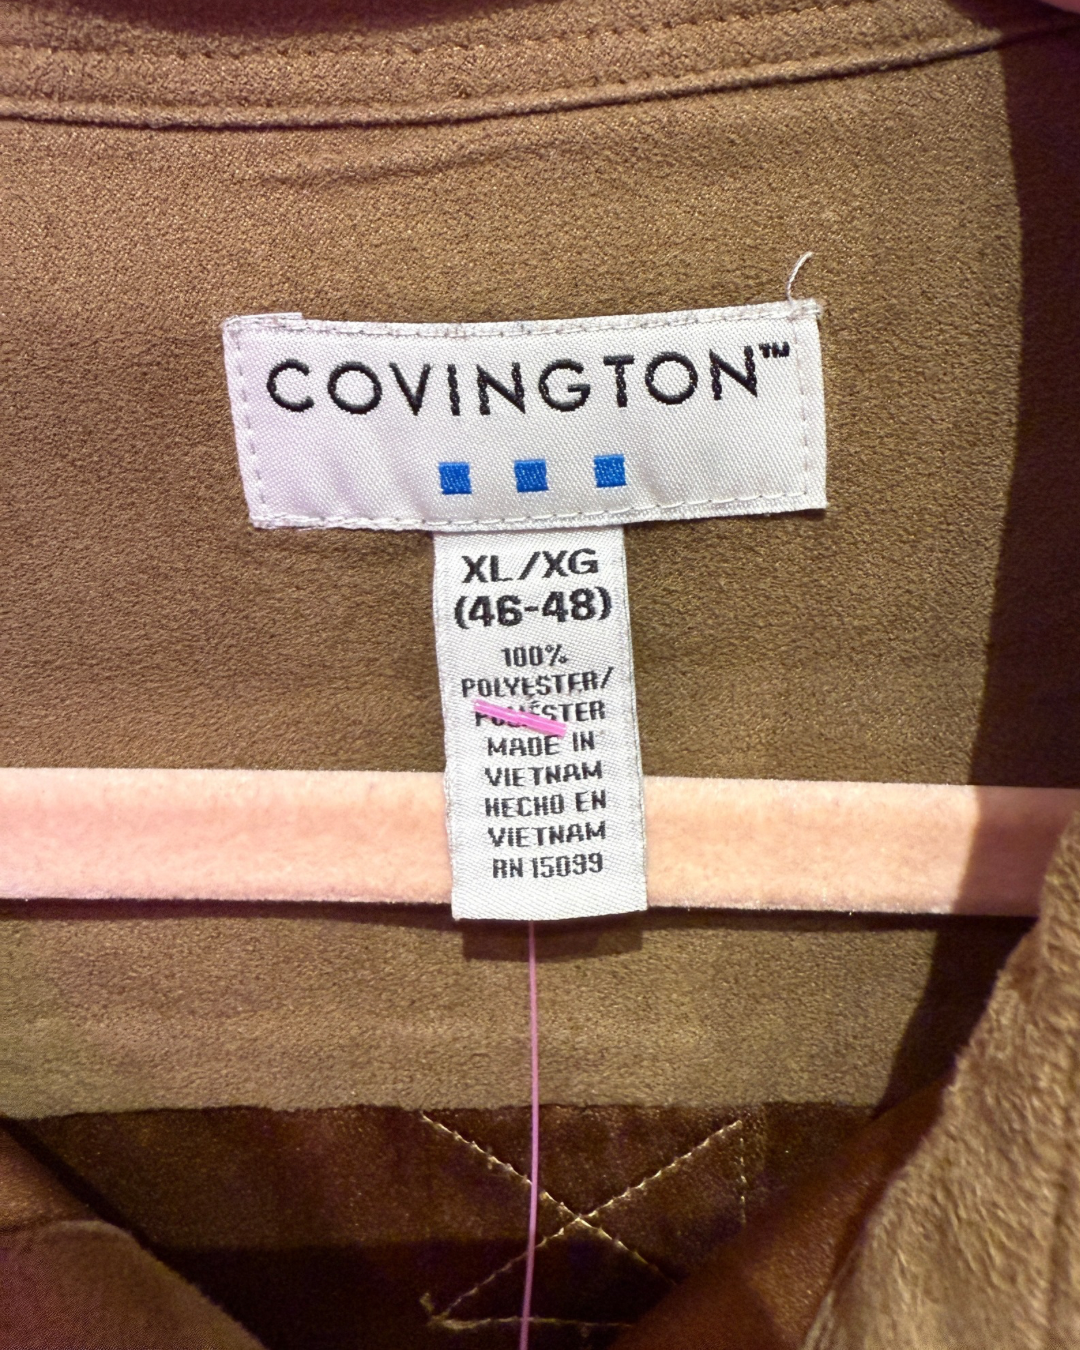 COVINGTON™
XL/XG
(46-48)
100%
POLYESTER/
POLIÉSTER
MADE IN
VIETNAM
HECHO EN
VIETNAM
RN 15099